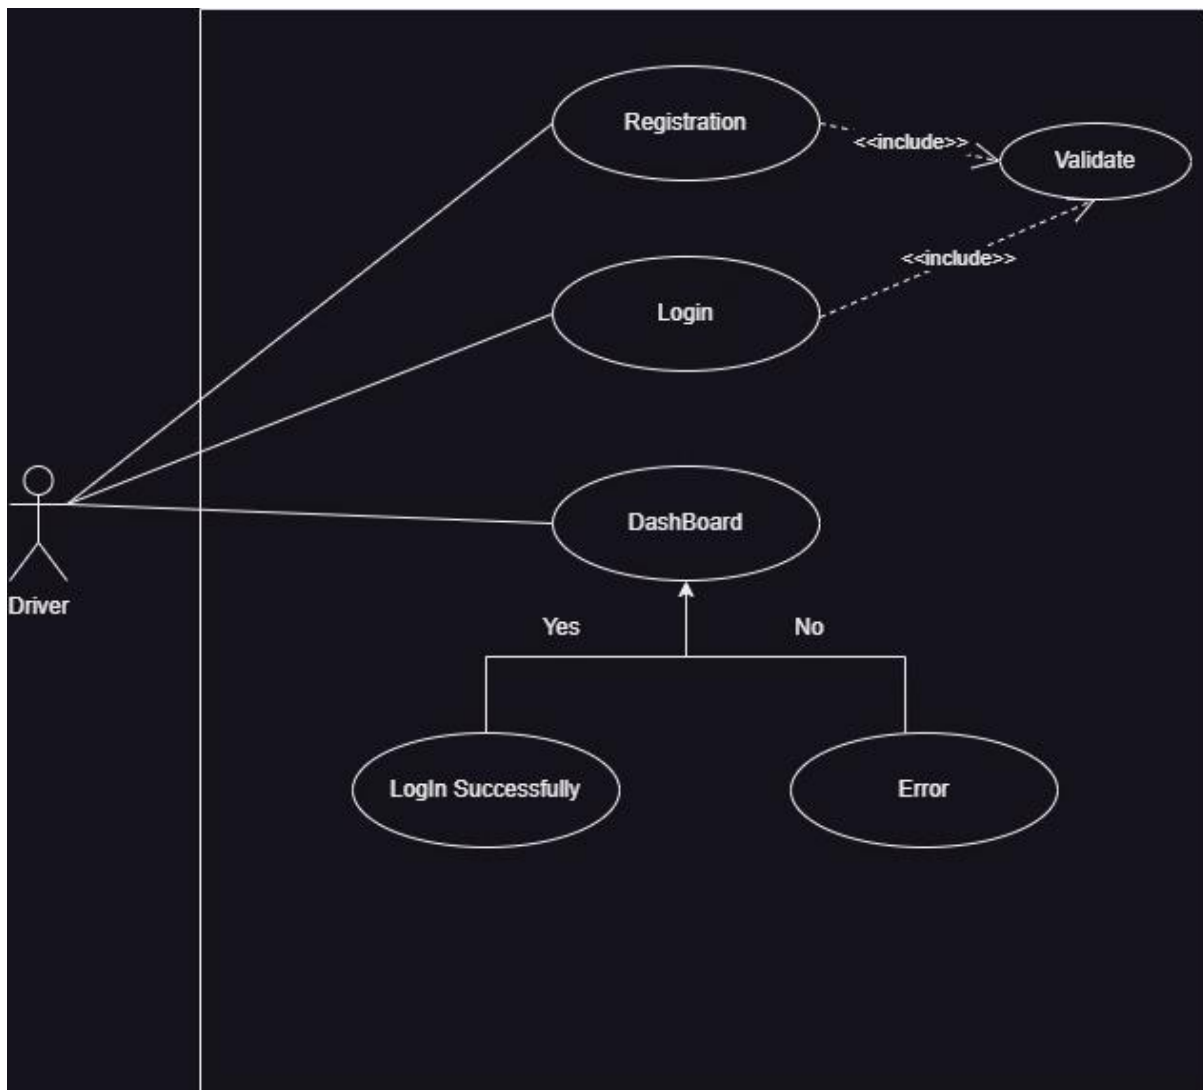 Registration
<<include>>
Validate
<<include>>
Login
DashBoard
Driver
Yes
No
LogIn Successfully
Error